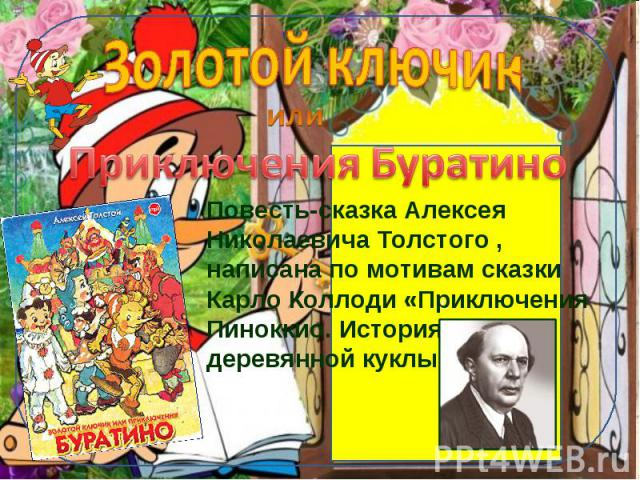 Золотой ключик
или
Приключения Буратино
Повесть-сказка Алексея
Николаевича Толстого ,
написана по мотивам сказки
Карло Коллоди «Приключения
Пиноккио. История
деревянной куклы
Алексей Толстой
ЗОЛОТОЙ КЛЮЧИК ИЛИ ПРИКЛЮЧЕНИЯ
БУРАТИНО
PPt4WEB.ru